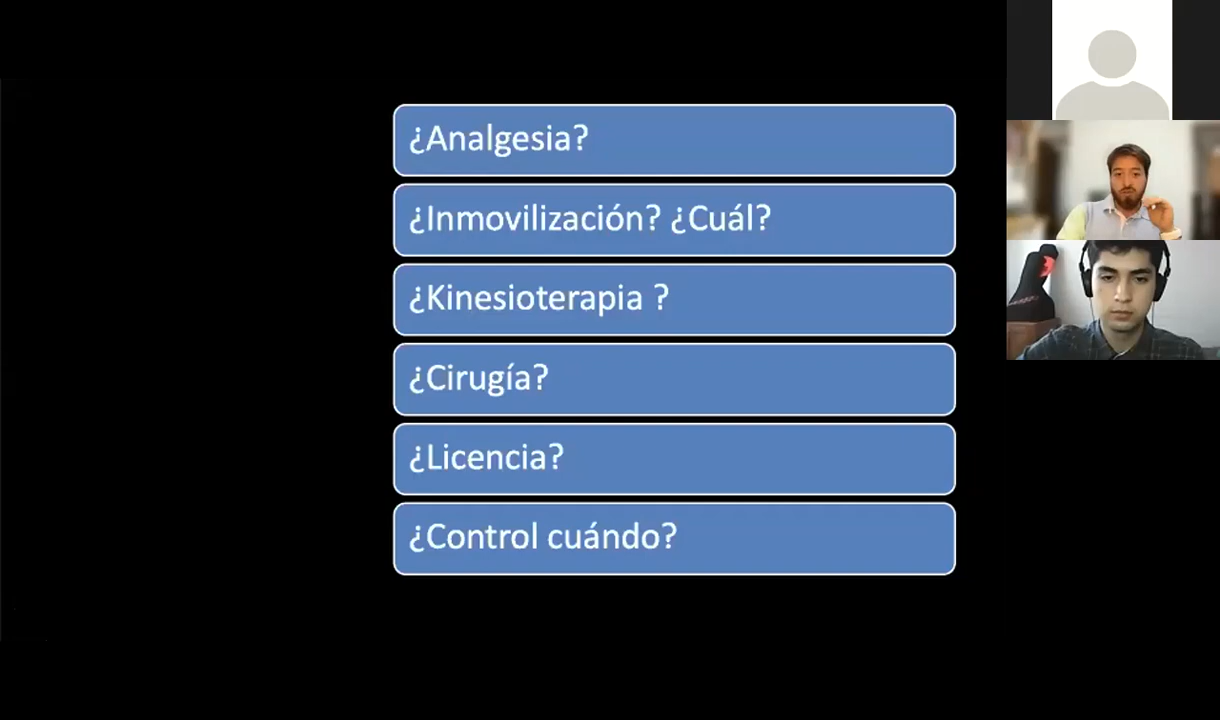 ¿Analgesia?
¿Inmovilización? ¿Cuál?
¿Kinesioterapia ?
¿Cirugía?
¿Licencia?
¿Control cuándo?